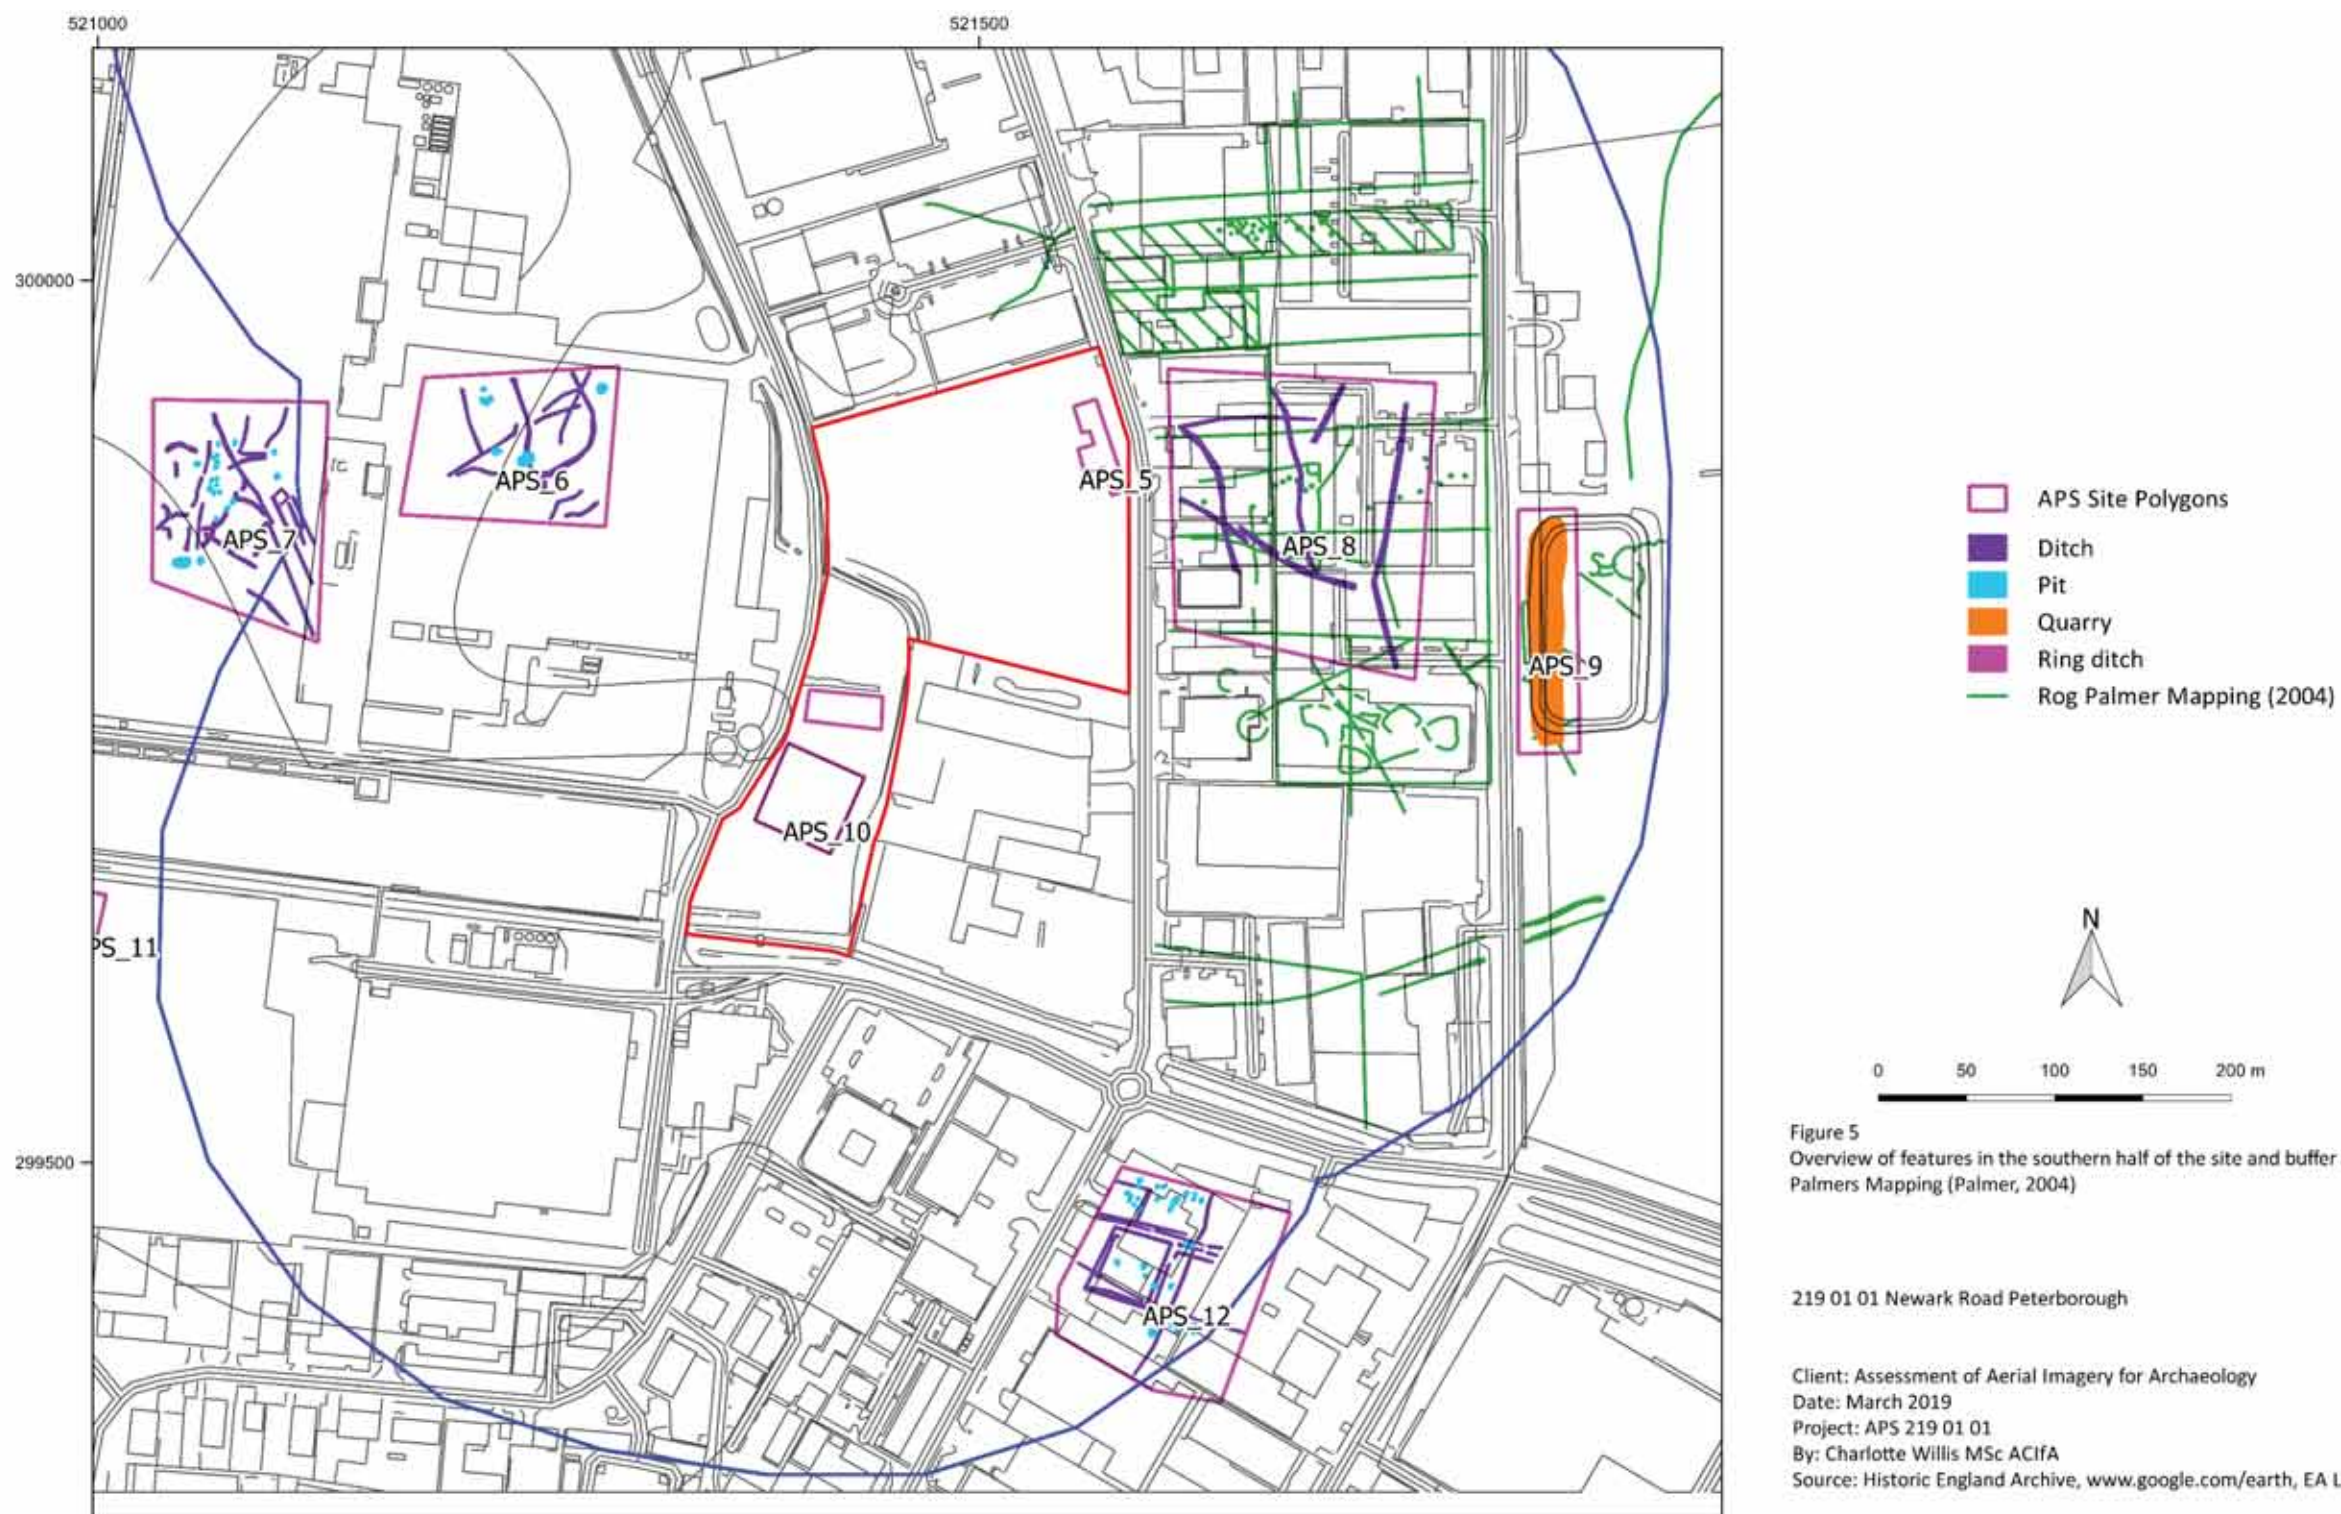 521000
521500
300000
299500
APS_5
APS_6
APS_7
APS_8
APS_9
APS_10
PS_11
APS_12
APS Site Polygons
Ditch
Pit
Quarry
Ring ditch
Rog Palmer Mapping (2004)
N
0 50 100 150 200 m
Figure 5
Overview of features in the southern half of the site and buffer
Palmers Mapping (Palmer, 2004)
219 01 01 Newark Road Peterborough
Client: Assessment of Aerial Imagery for Archaeology
Date: March 2019
Project: APS 219 01 01
By: Charlotte Willis MSc ACIfA
Source: Historic England Archive, www.google.com/earth, EA L